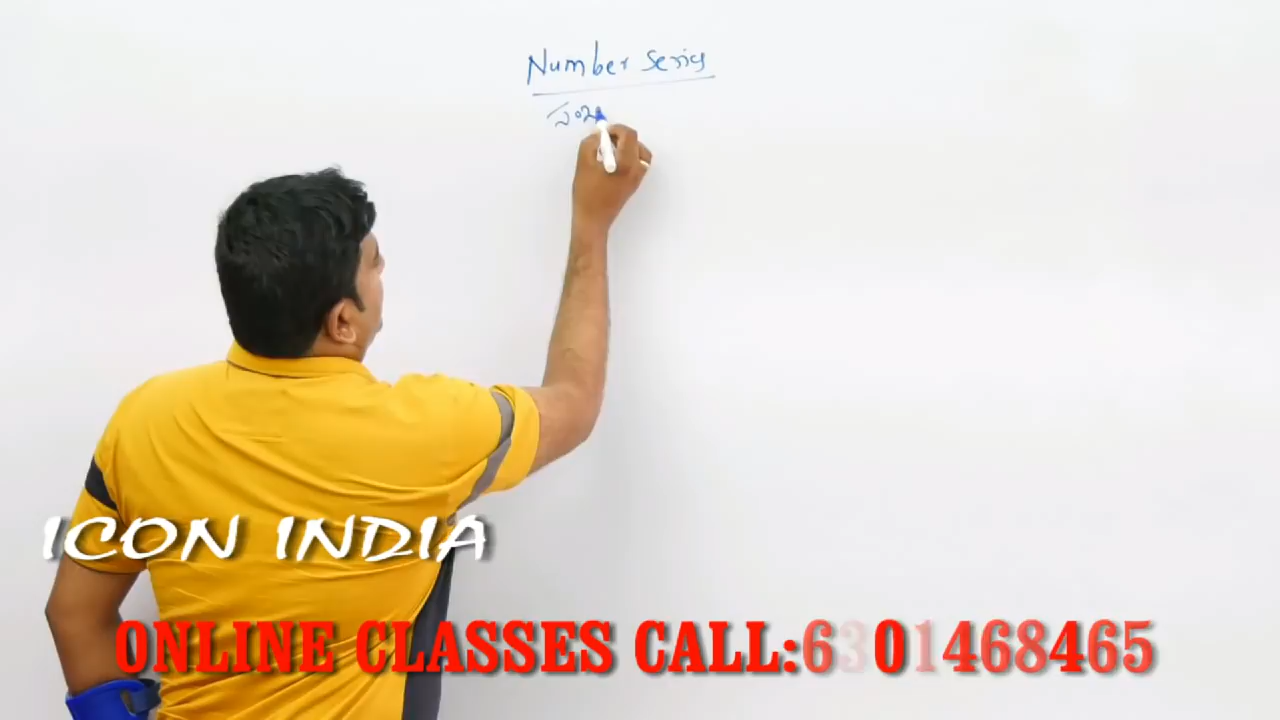 Number Series
సంఖ
ICON INDIA
ONLINE CLASSES CALL:6301468465